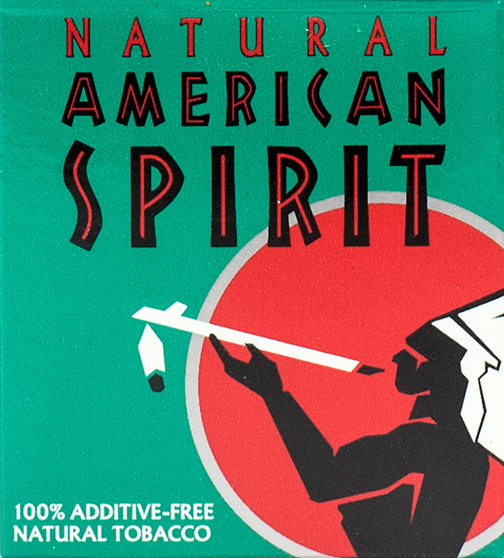 NATURAL
AMERICAN
SPIRIT
100% ADDITIVE-FREE
NATURAL TOBACCO